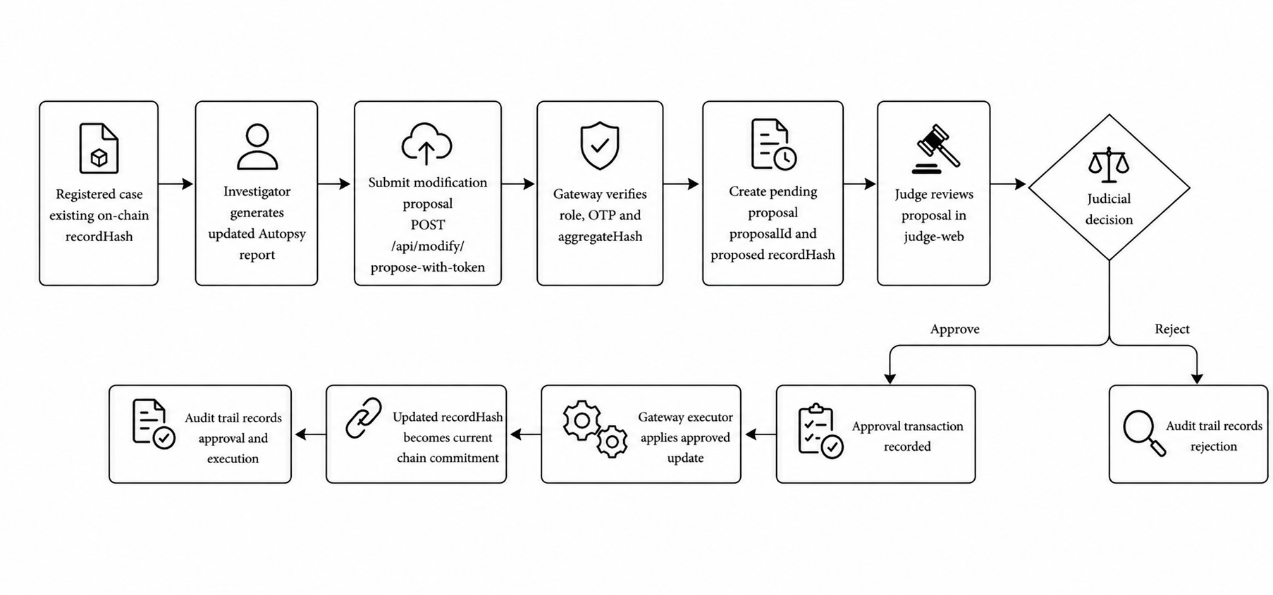 Registered case
existing on-chain
recordHash
Investigator
generates
updated Autopsy
report
Submit modification
proposal
POST
/api/modify/
propose-with-token
Gateway verifies
role, OTP and
aggregateHash
Create pending
proposal
proposalId and
proposed recordHash
Judge reviews
proposal in
judge-web
Judicial
decision
Approve
Reject
Audit trail records
approval and
execution
Updated recordHash
becomes current
chain commitment
Gateway executor
applies approved
update
Approval transaction
recorded
Audit trail records
rejection